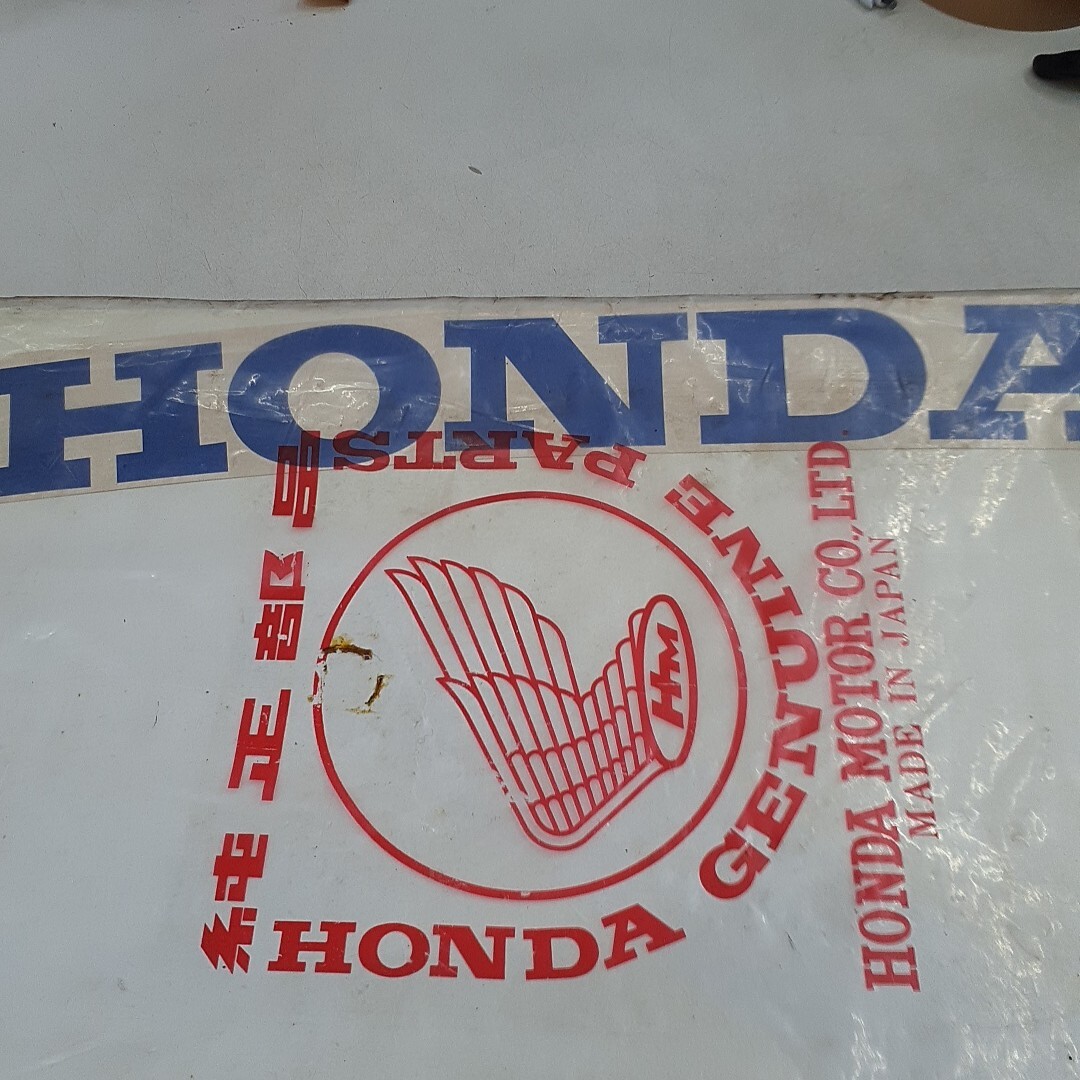 HONDA
HONDA GENUINE PARTS
純正部品
HM
HONDA MOTOR CO., LTD.
MADE IN JAPAN